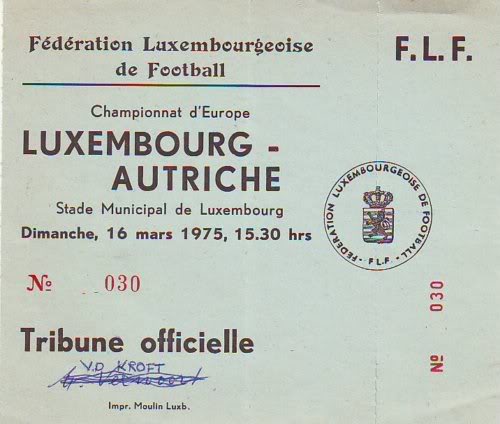 Fédération Luxembourgeoise
de Football
F. L. F.
Championnat d'Europe
LUXEMBOURG -
AUTRICHE
Stade Municipal de Luxembourg
Dimanche, 16 mars 1975, 15.30 hrs
FÉDÉRATION LUXEMBOURGEOISE DE FOOTBALL
- F.L.F. -
№ 030
№ 030
Tribune officielle
V.D KROFT
Impr. Moulin Luxb.